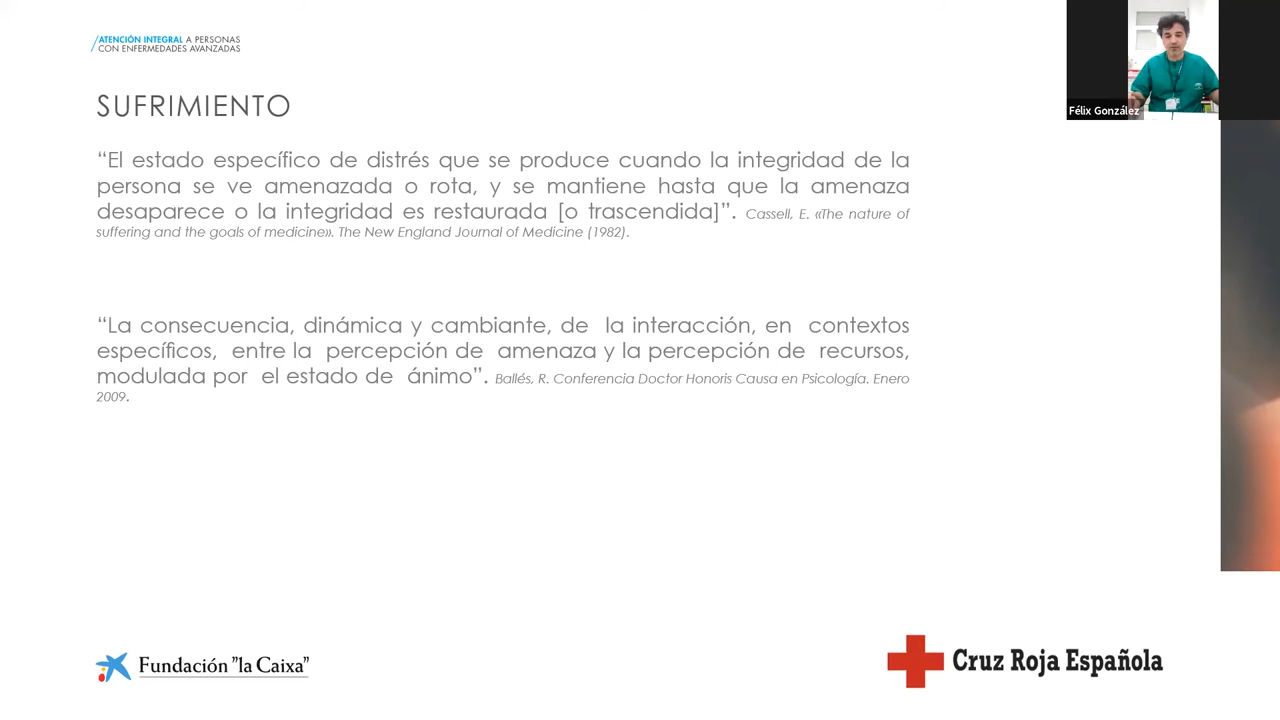 ATENCIÓN INTEGRAL A PERSONAS
CON ENFERMEDADES AVANZADAS
Félix González
SUFRIMIENTO
“El estado específico de distrés que se produce cuando la integridad de la
persona se ve amenazada o rota, y se mantiene hasta que la amenaza
desaparece o la integridad es restaurada [o trascendida]”. Cassell, E. «The nature of
suffering and the goals of medicine». The New England Journal of Medicine (1982).
“La consecuencia, dinámica y cambiante, de la interacción, en contextos
específicos, entre la percepción de amenaza y la percepción de recursos,
modulada por el estado de ánimo”. Ballés, R. Conferencia Doctor Honoris Causa en Psicología. Enero
2009.
Fundación "la Caixa"
Cruz Roja Española